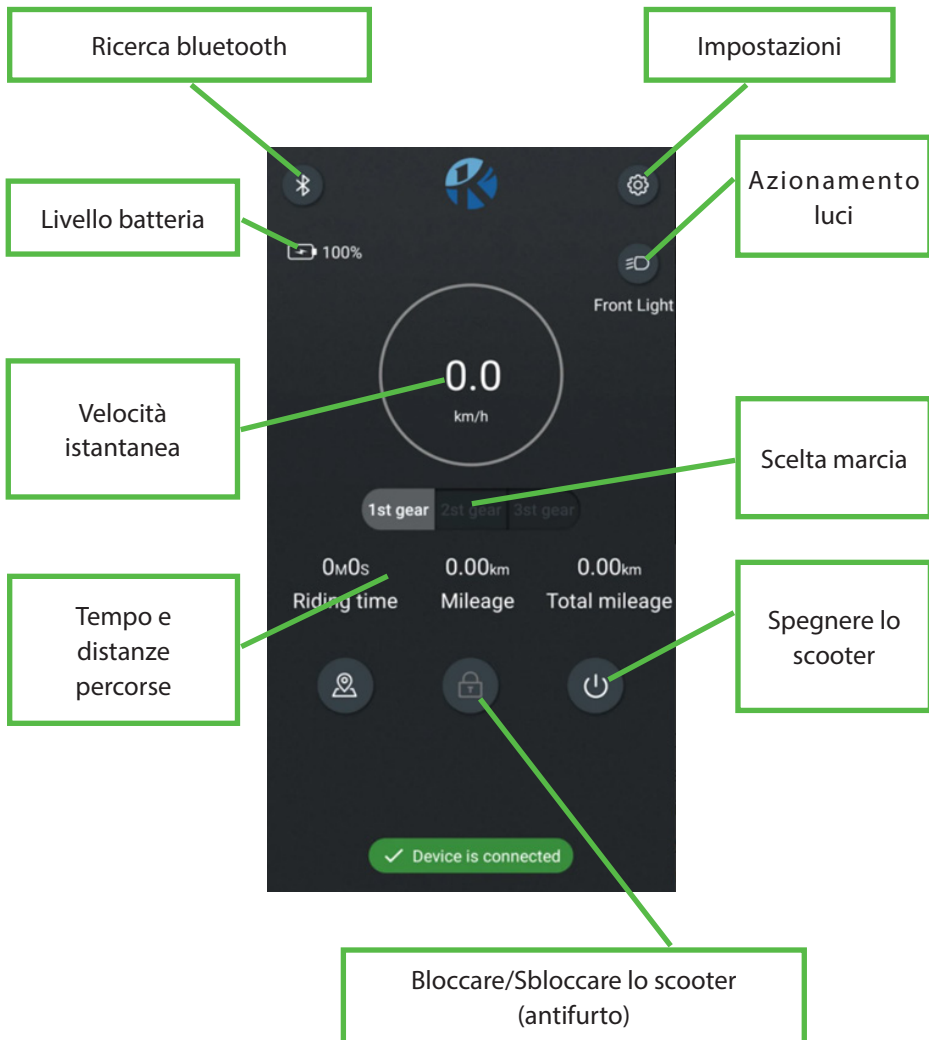 Ricerca bluetooth
Impostazioni
Livello batteria
100%
Azionamento
luci
Front Light
Velocità
istantanea
0.0
km/h
Scelta marcia
1st gear 2st gear 3st gear
0M0S 0.00km 0.00km
Riding time Mileage Total mileage
Tempo e
distanze
percorse
Spegnere lo
scooter
Device is connected
Bloccare/Sbloccare lo scooter
(antifurto)